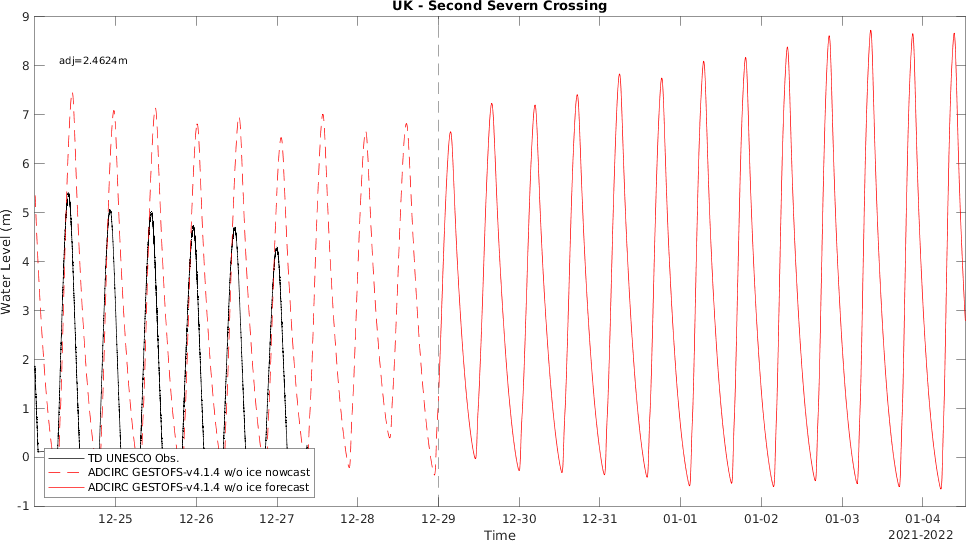 UK - Second Severn Crossing
adj=2.4624m
Water Level (m)
9
8
7
6
5
4
3
2
1
0
-1
TD UNESCO Obs.
ADCIRC GESTOFS-v4.1.4 w/o ice nowcast
ADCIRC GESTOFS-v4.1.4 w/o ice forecast
12-25 12-26 12-27 12-28 12-29 12-30 12-31 01-01 01-02 01-03 01-04
Time
2021-2022